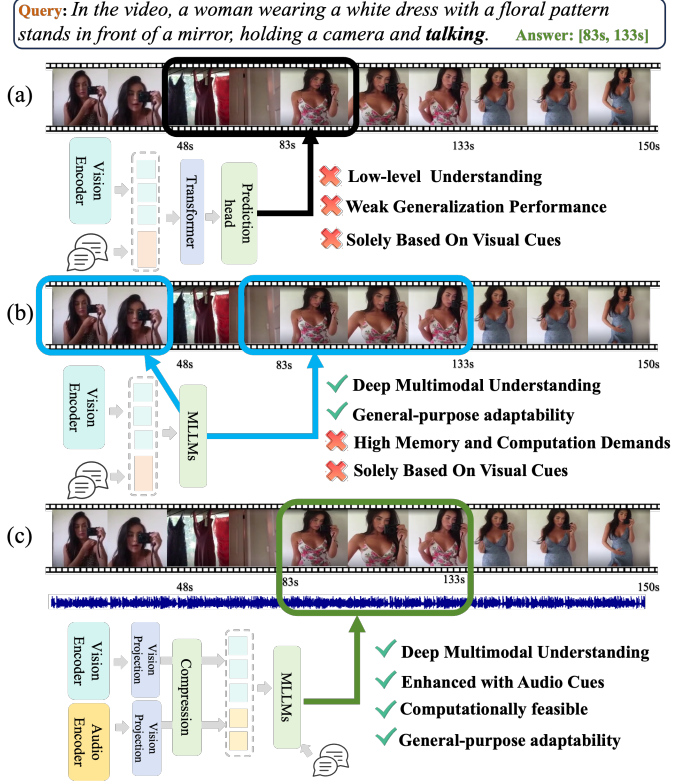 Query: In the video, a woman wearing a white dress with a floral pattern
stands in front of a mirror, holding a camera and talking. Answer: [83s, 133s]
(a)
48s 83s 133s 150s
Vision Encoder
Transformer
Prediction head
Low-level Understanding
Weak Generalization Performance
Solely Based On Visual Cues
(b)
48s 83s 133s 150s
Vision Encoder
MLLMs
Deep Multimodal Understanding
General-purpose adaptability
High Memory and Computation Demands
Solely Based On Visual Cues
(c)
48s 83s 133s 150s
Vision Encoder
Vision Projection
Audio Encoder
Vision Projection
Compression
MLLMs
Deep Multimodal Understanding
Enhanced with Audio Cues
Computationally feasible
General-purpose adaptability